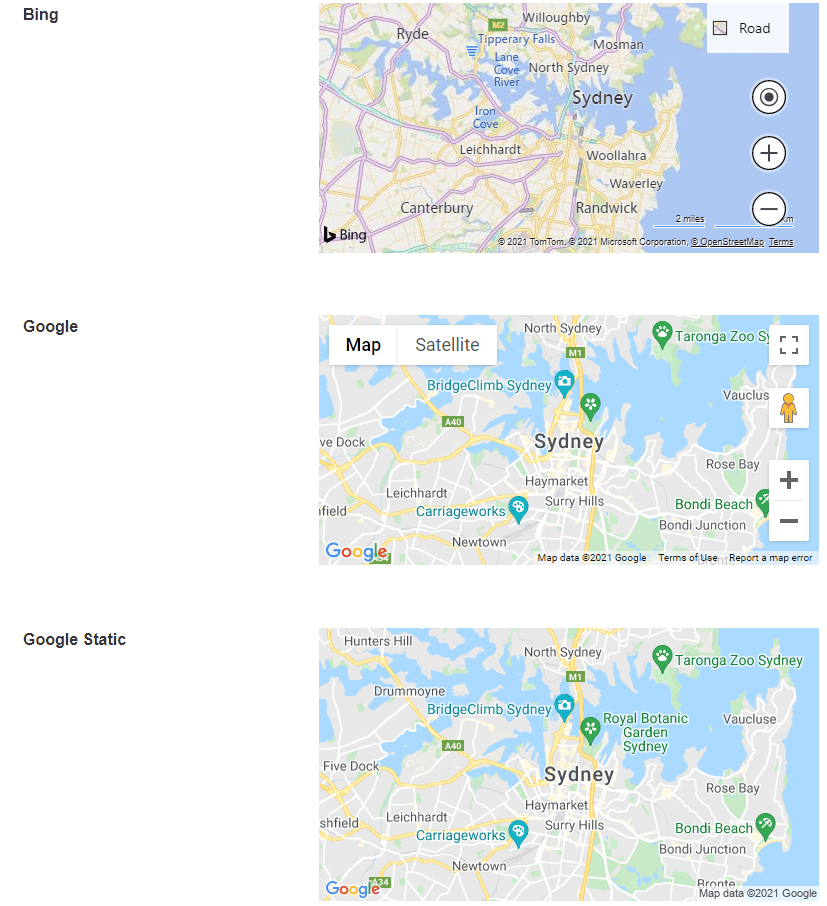 Bing
Willoughby
M2
Ryde
Tipperary Falls
Mosman
Road
Lane
Cove
River
North Sydney
Sydney
Iron
Cove
Leichhardt
Woollahra
Waverley
Canterbury
Randwick
2 miles
km
Bing
© 2021 TomTom, © 2021 Microsoft Corporation, © OpenStreetMap Terms
Google
North Sydney
Map
Satellite
Taronga Zoo Sy
M1
BridgeClimb Sydney
Vauclus
A40
Sydney
ve Dock
Rose Bay
Haymarket
Leichhardt
Surry Hills
Bondi Beach
field
Carriageworks
Bondi Junction
Newtown
Google
A34
Map data ©2021 Google
Terms of Use
Report a map error
Google Static
Hunters Hill
North Sydney
Taronga Zoo Sydney
M1
Drummoyne
BridgeClimb Sydney
Royal Botanic
Garden
Sydney
Vaucluse
A40
Five Dock
Sydney
Rose Bay
Haymarket
Leichhardt
shfield
Surry Hills
Bondi Beach
Carriageworks
Bondi Junction
Newtown
A34
Google
Bronte
Map data ©2021 Google